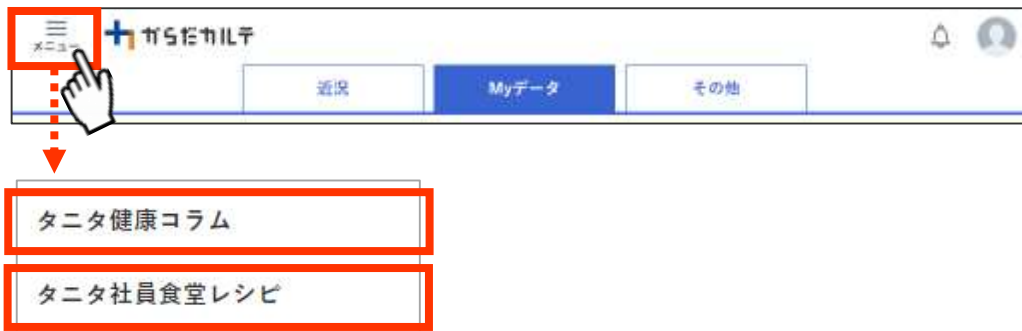 メニュー
からだカルテ
近況
Myデータ
その他
タニタ健康コラム
タニタ社員食堂レシピ